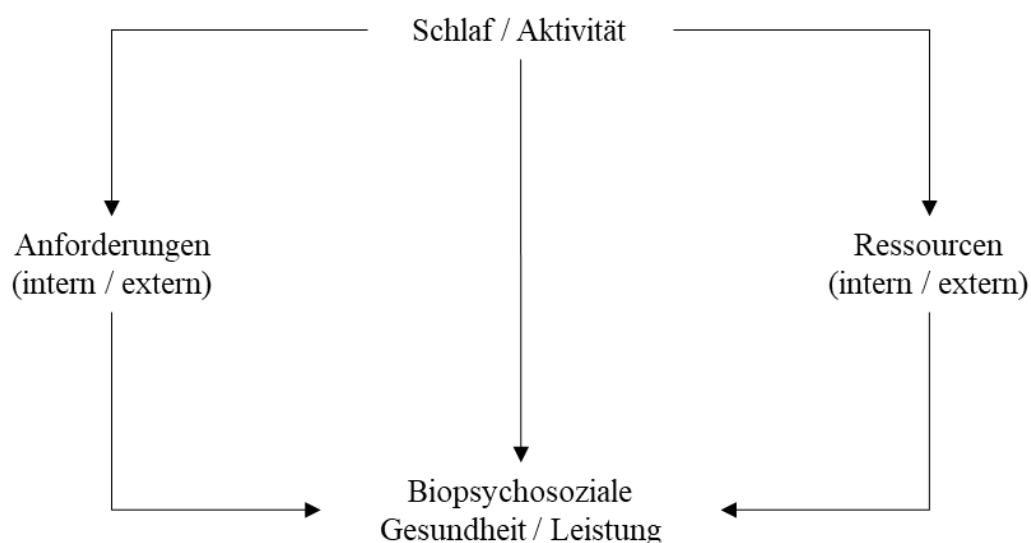 Schlaf / Aktivität
Anforderungen
(intern / extern)
Ressourcen
(intern / extern)
Biopsychosoziale
Gesundheit / Leistung